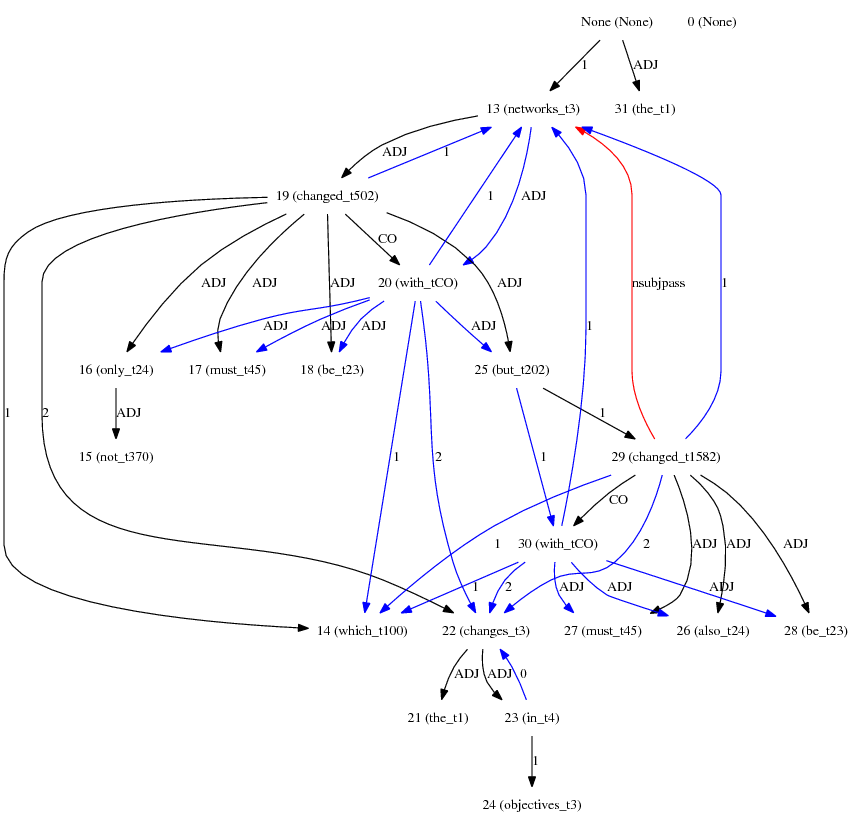 None (None) 0 (None)
1 ADJ
13 (networks_t3) 31 (the_t1)
ADJ 1
19 (changed_t502) 1 ADJ
CO
ADJ ADJ ADJ 20 (with_tCO) ADJ nsubjpass 1
ADJ ADJ ADJ ADJ 1
16 (only_t24) 17 (must_t45) 18 (be_t23) 25 (but_t202)
1 2 ADJ 1
15 (not_t370) 1 2 1 29 (changed_t1582)
CO
1 30 (with_tCO) 2 ADJ ADJ ADJ
1 2 ADJ ADJ ADJ
14 (which_t100) 22 (changes_t3) 27 (must_t45) 26 (also_t24) 28 (be_t23)
ADJ ADJ 0
21 (the_t1) 23 (in_t4)
1
24 (objectives_t3)